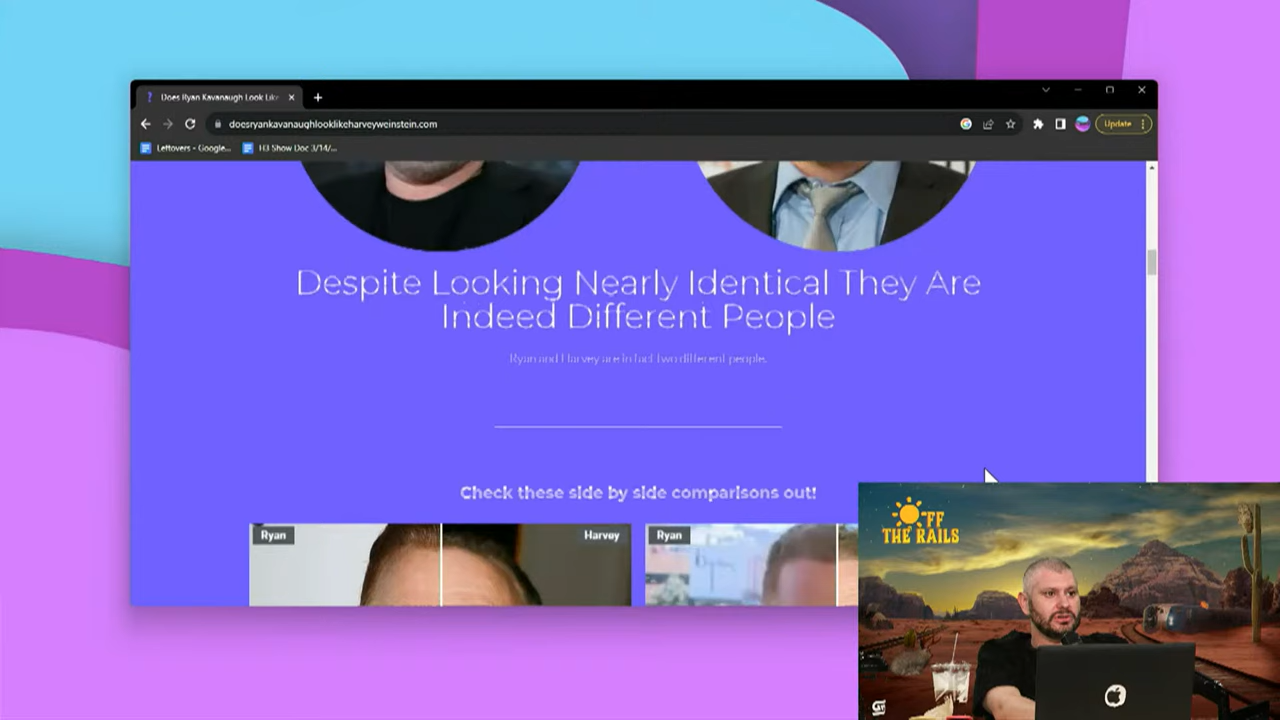 Does Ryan Kavanaugh Look Lik
doesryankavanaughlooklikeharveyweinstein.com
Update
Leftovers - Google...
H3 Show Doc 3/14/...
Despite Looking Nearly Identical They Are
Indeed Different People
Ryan and Harvey are in fact two different people.
Check these side by side comparisons out!
Ryan
Harvey
Ryan
OFF
THE RAILS